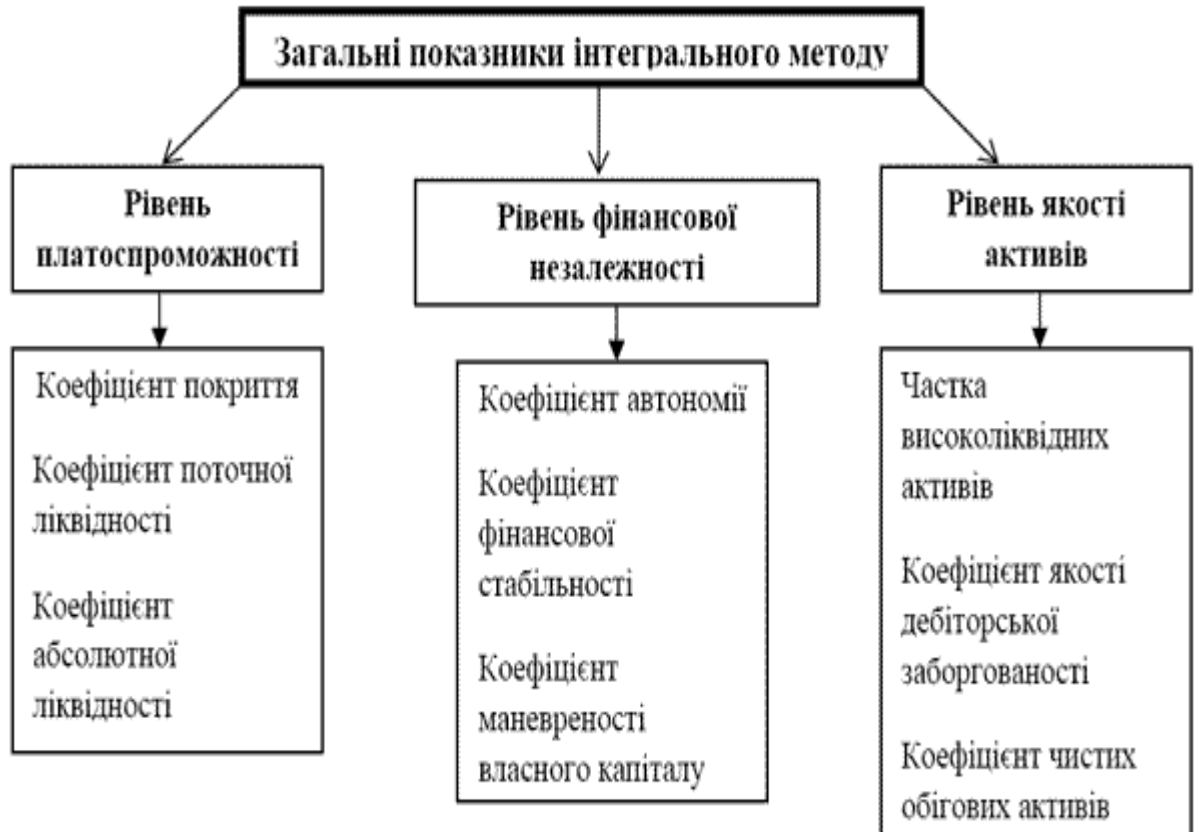 Загальні показники інтегрального методу
Рівень
платоспроможності
Рівень фінансової
незалежності
Рівень якості
активів
Коефіцієнт покриття
Коефіцієнт поточної
ліквідності
Коефіцієнт
абсолютної
ліквідності
Коефіцієнт автономії
Коефіцієнт
фінансової
стабільності
Коефіцієнт
маневреності
власного капіталу
Частка
високоліквідних
активів
Коефіцієнт якості
дебіторської
заборгованості
Коефіцієнт чистих
обігових активів